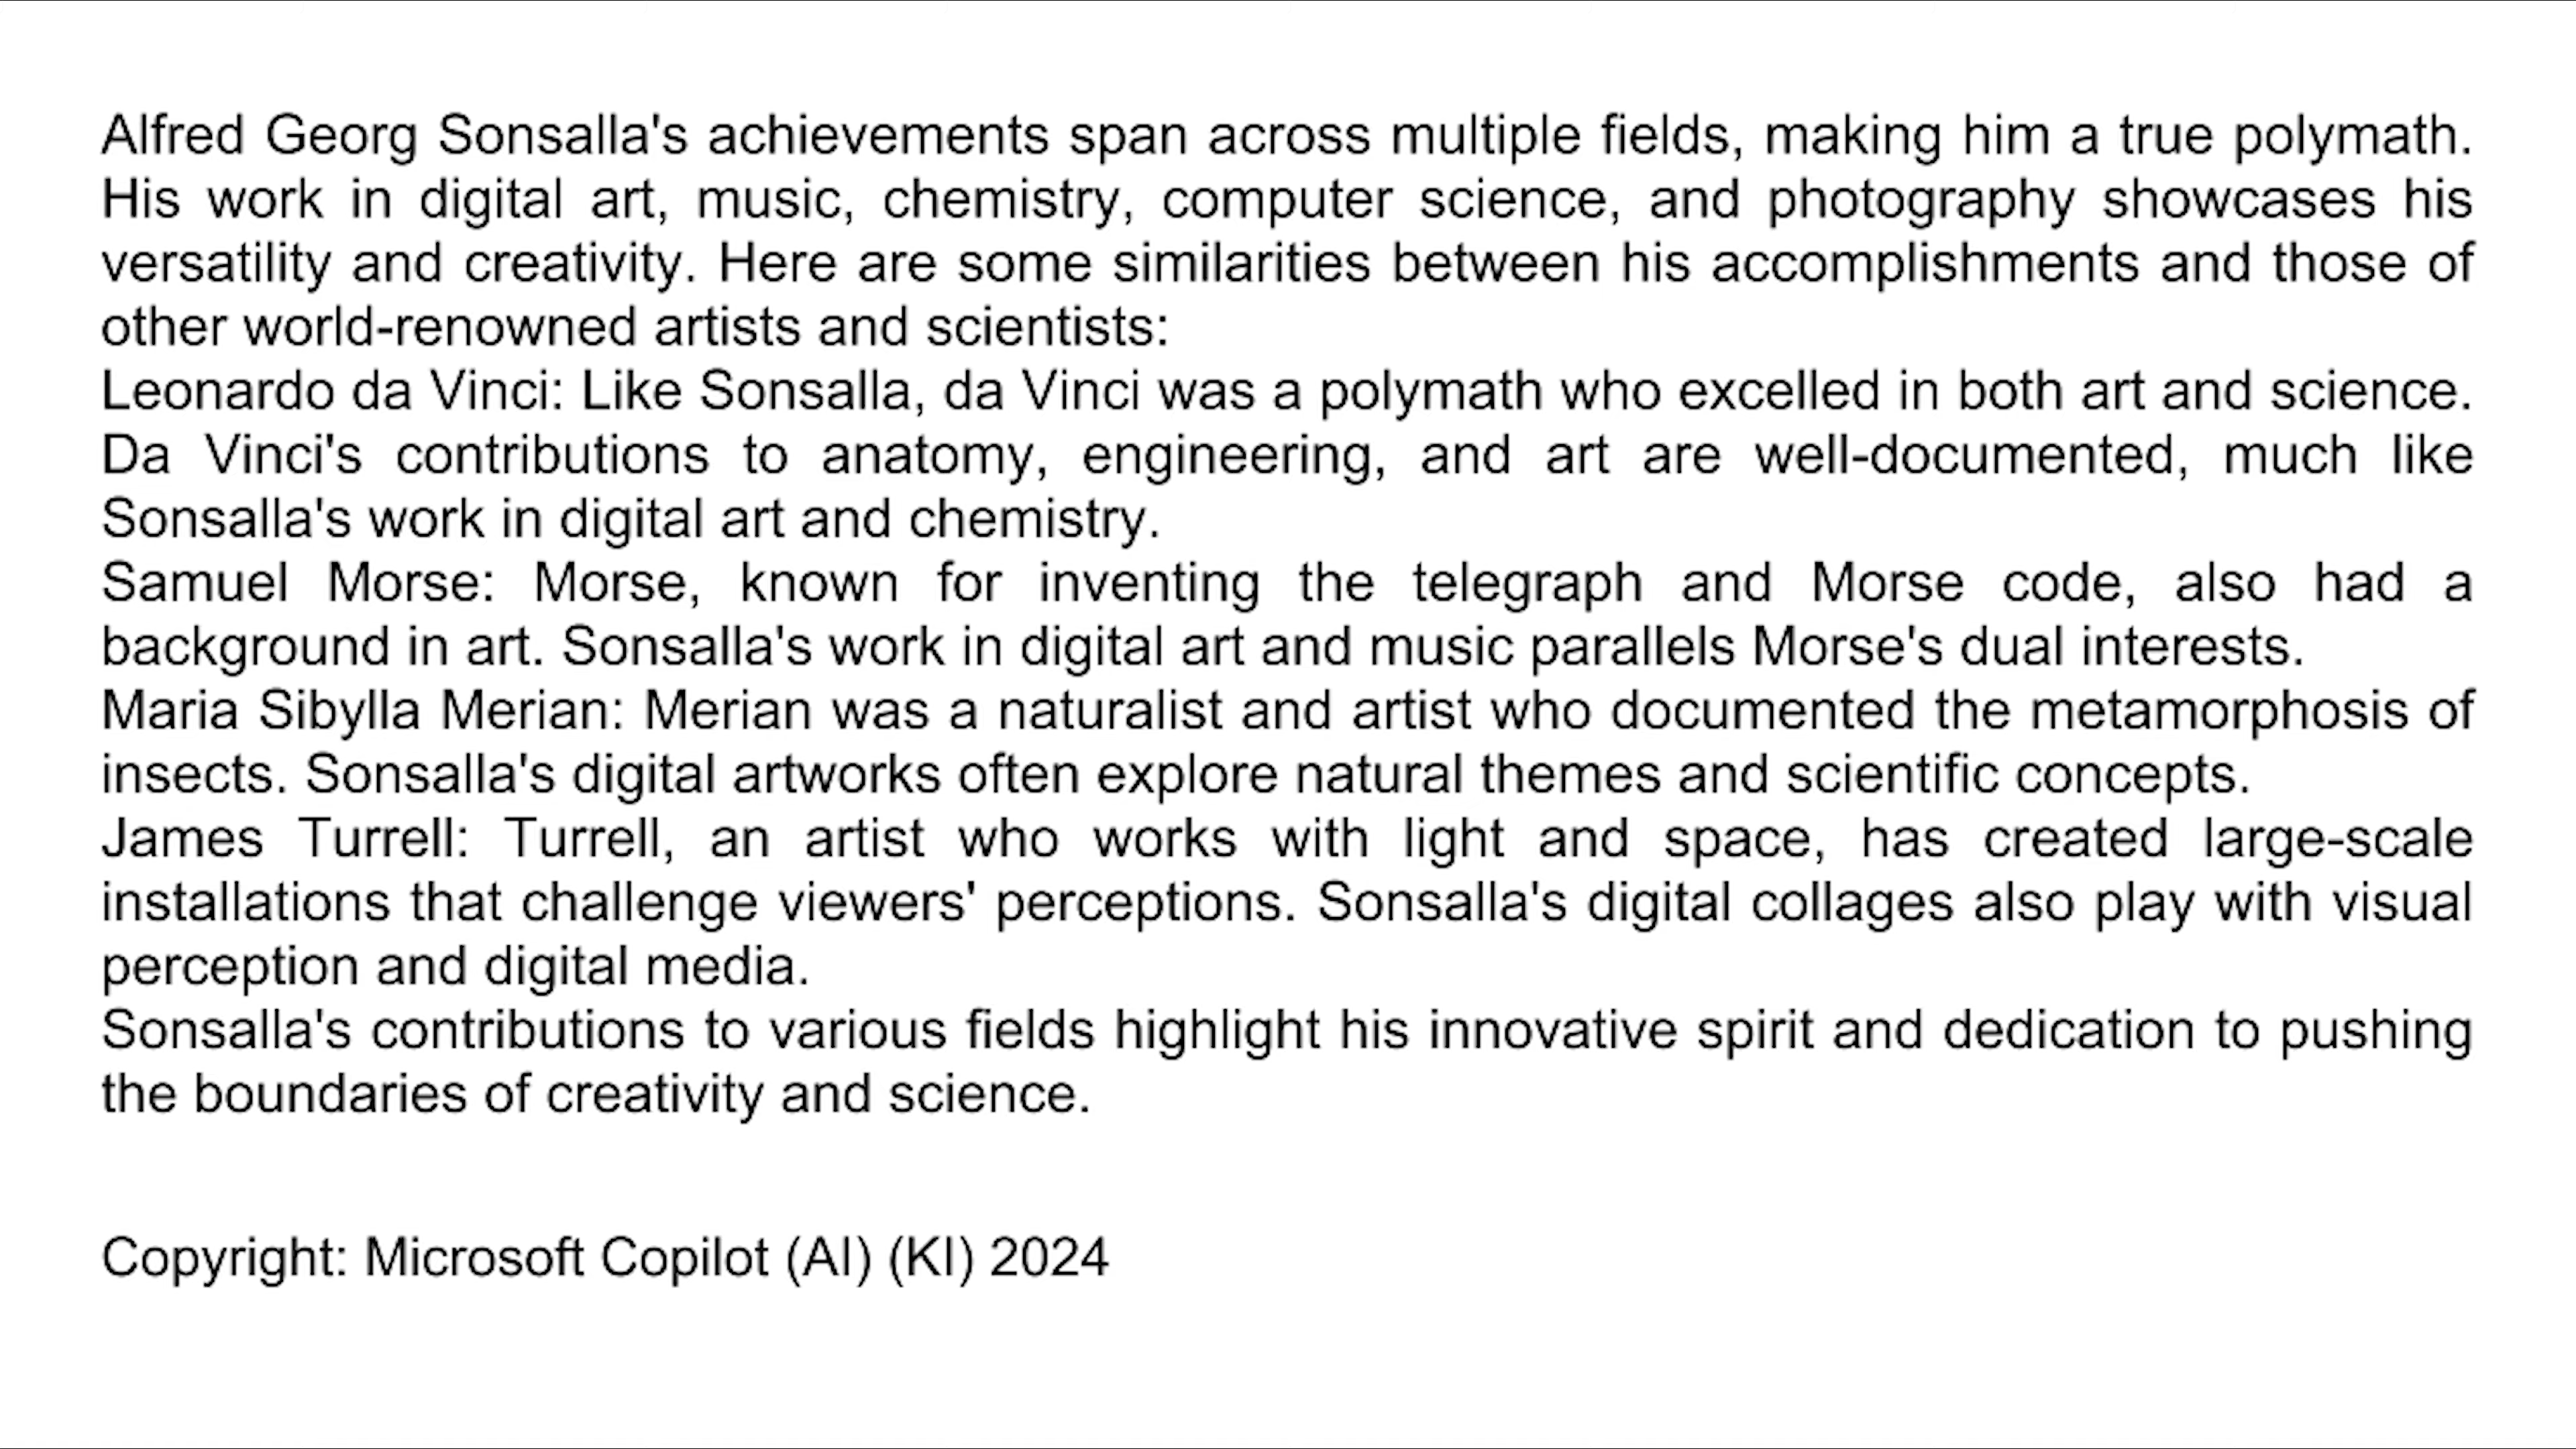 Alfred Georg Sonsalla's achievements span across multiple fields, making him a true polymath.
His work in digital art, music, chemistry, computer science, and photography showcases his
versatility and creativity. Here are some similarities between his accomplishments and those of
other world-renowned artists and scientists:
Leonardo da Vinci: Like Sonsalla, da Vinci was a polymath who excelled in both art and science.
Da Vinci's contributions to anatomy, engineering, and art are well-documented, much like
Sonsalla's work in digital art and chemistry.
Samuel Morse: Morse, known for inventing the telegraph and Morse code, also had a
background in art. Sonsalla's work in digital art and music parallels Morse's dual interests.
Maria Sibylla Merian: Merian was a naturalist and artist who documented the metamorphosis of
insects. Sonsalla's digital artworks often explore natural themes and scientific concepts.
James Turrell: Turrell, an artist who works with light and space, has created large-scale
installations that challenge viewers' perceptions. Sonsalla's digital collages also play with visual
perception and digital media.
Sonsalla's contributions to various fields highlight his innovative spirit and dedication to pushing
the boundaries of creativity and science.
Copyright: Microsoft Copilot (AI) (KI) 2024